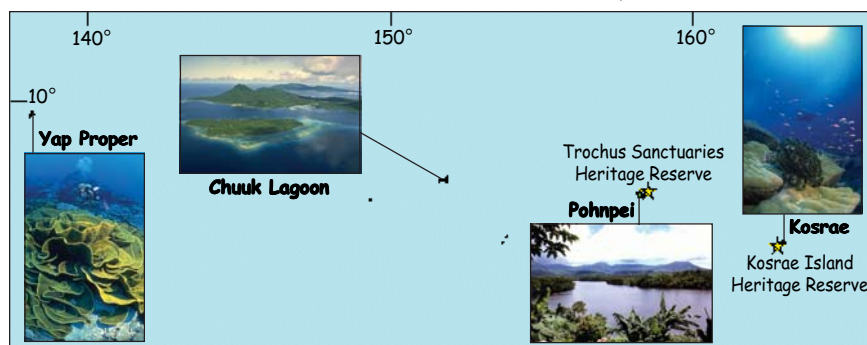 140°
150°
160°
10°
Yap Proper
Chuuk Lagoon
Trochus Sanctuaries
Heritage Reserve
Pohnpei
Kosrae
Kosrae Island
Heritage Reserve